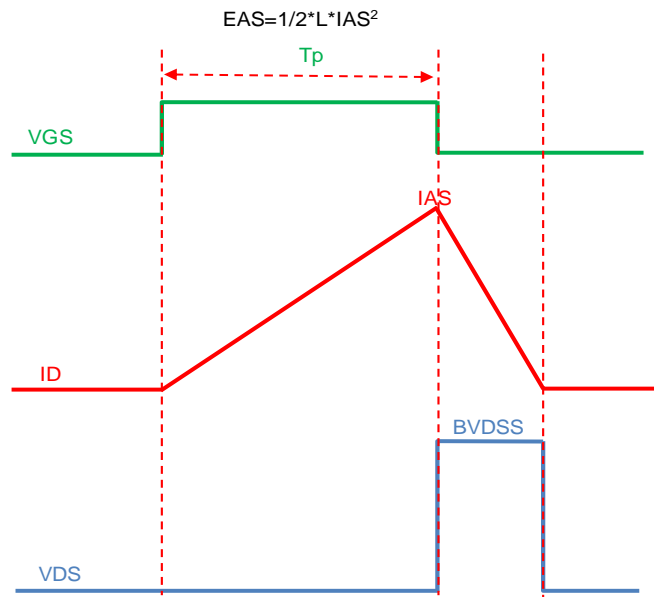 EAS=1/2*L*IAS²
Tp
VGS
IAS
ID
BVDSS
VDS